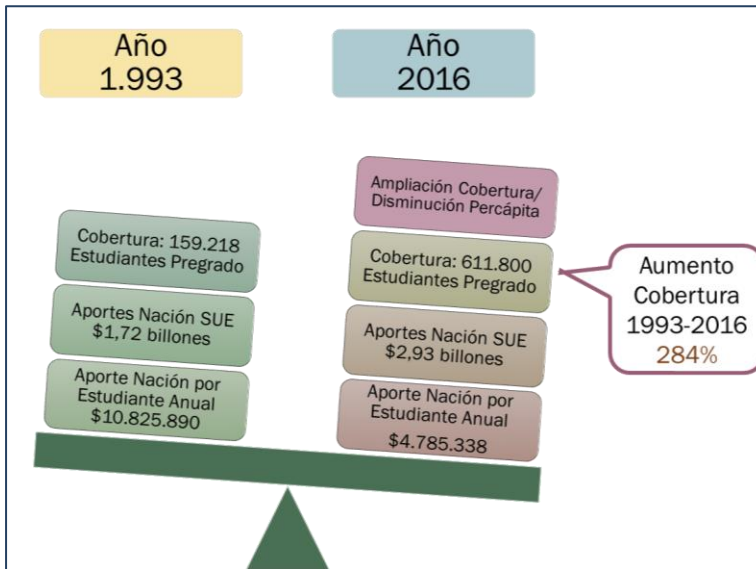 Año
1.993
Año
2016
Cobertura: 159.218
Estudiantes Pregrado
Aportes Nación SUE
$1,72 billones
Aporte Nación por
Estudiante Anual
$10.825.890
Ampliación Cobertura/
Disminución Percápita
Cobertura: 611.800
Estudiantes Pregrado
Aportes Nación SUE
$2,93 billones
Aporte Nación por
Estudiante Anual
$4.785.338
Aumento
Cobertura
1993-2016
284%